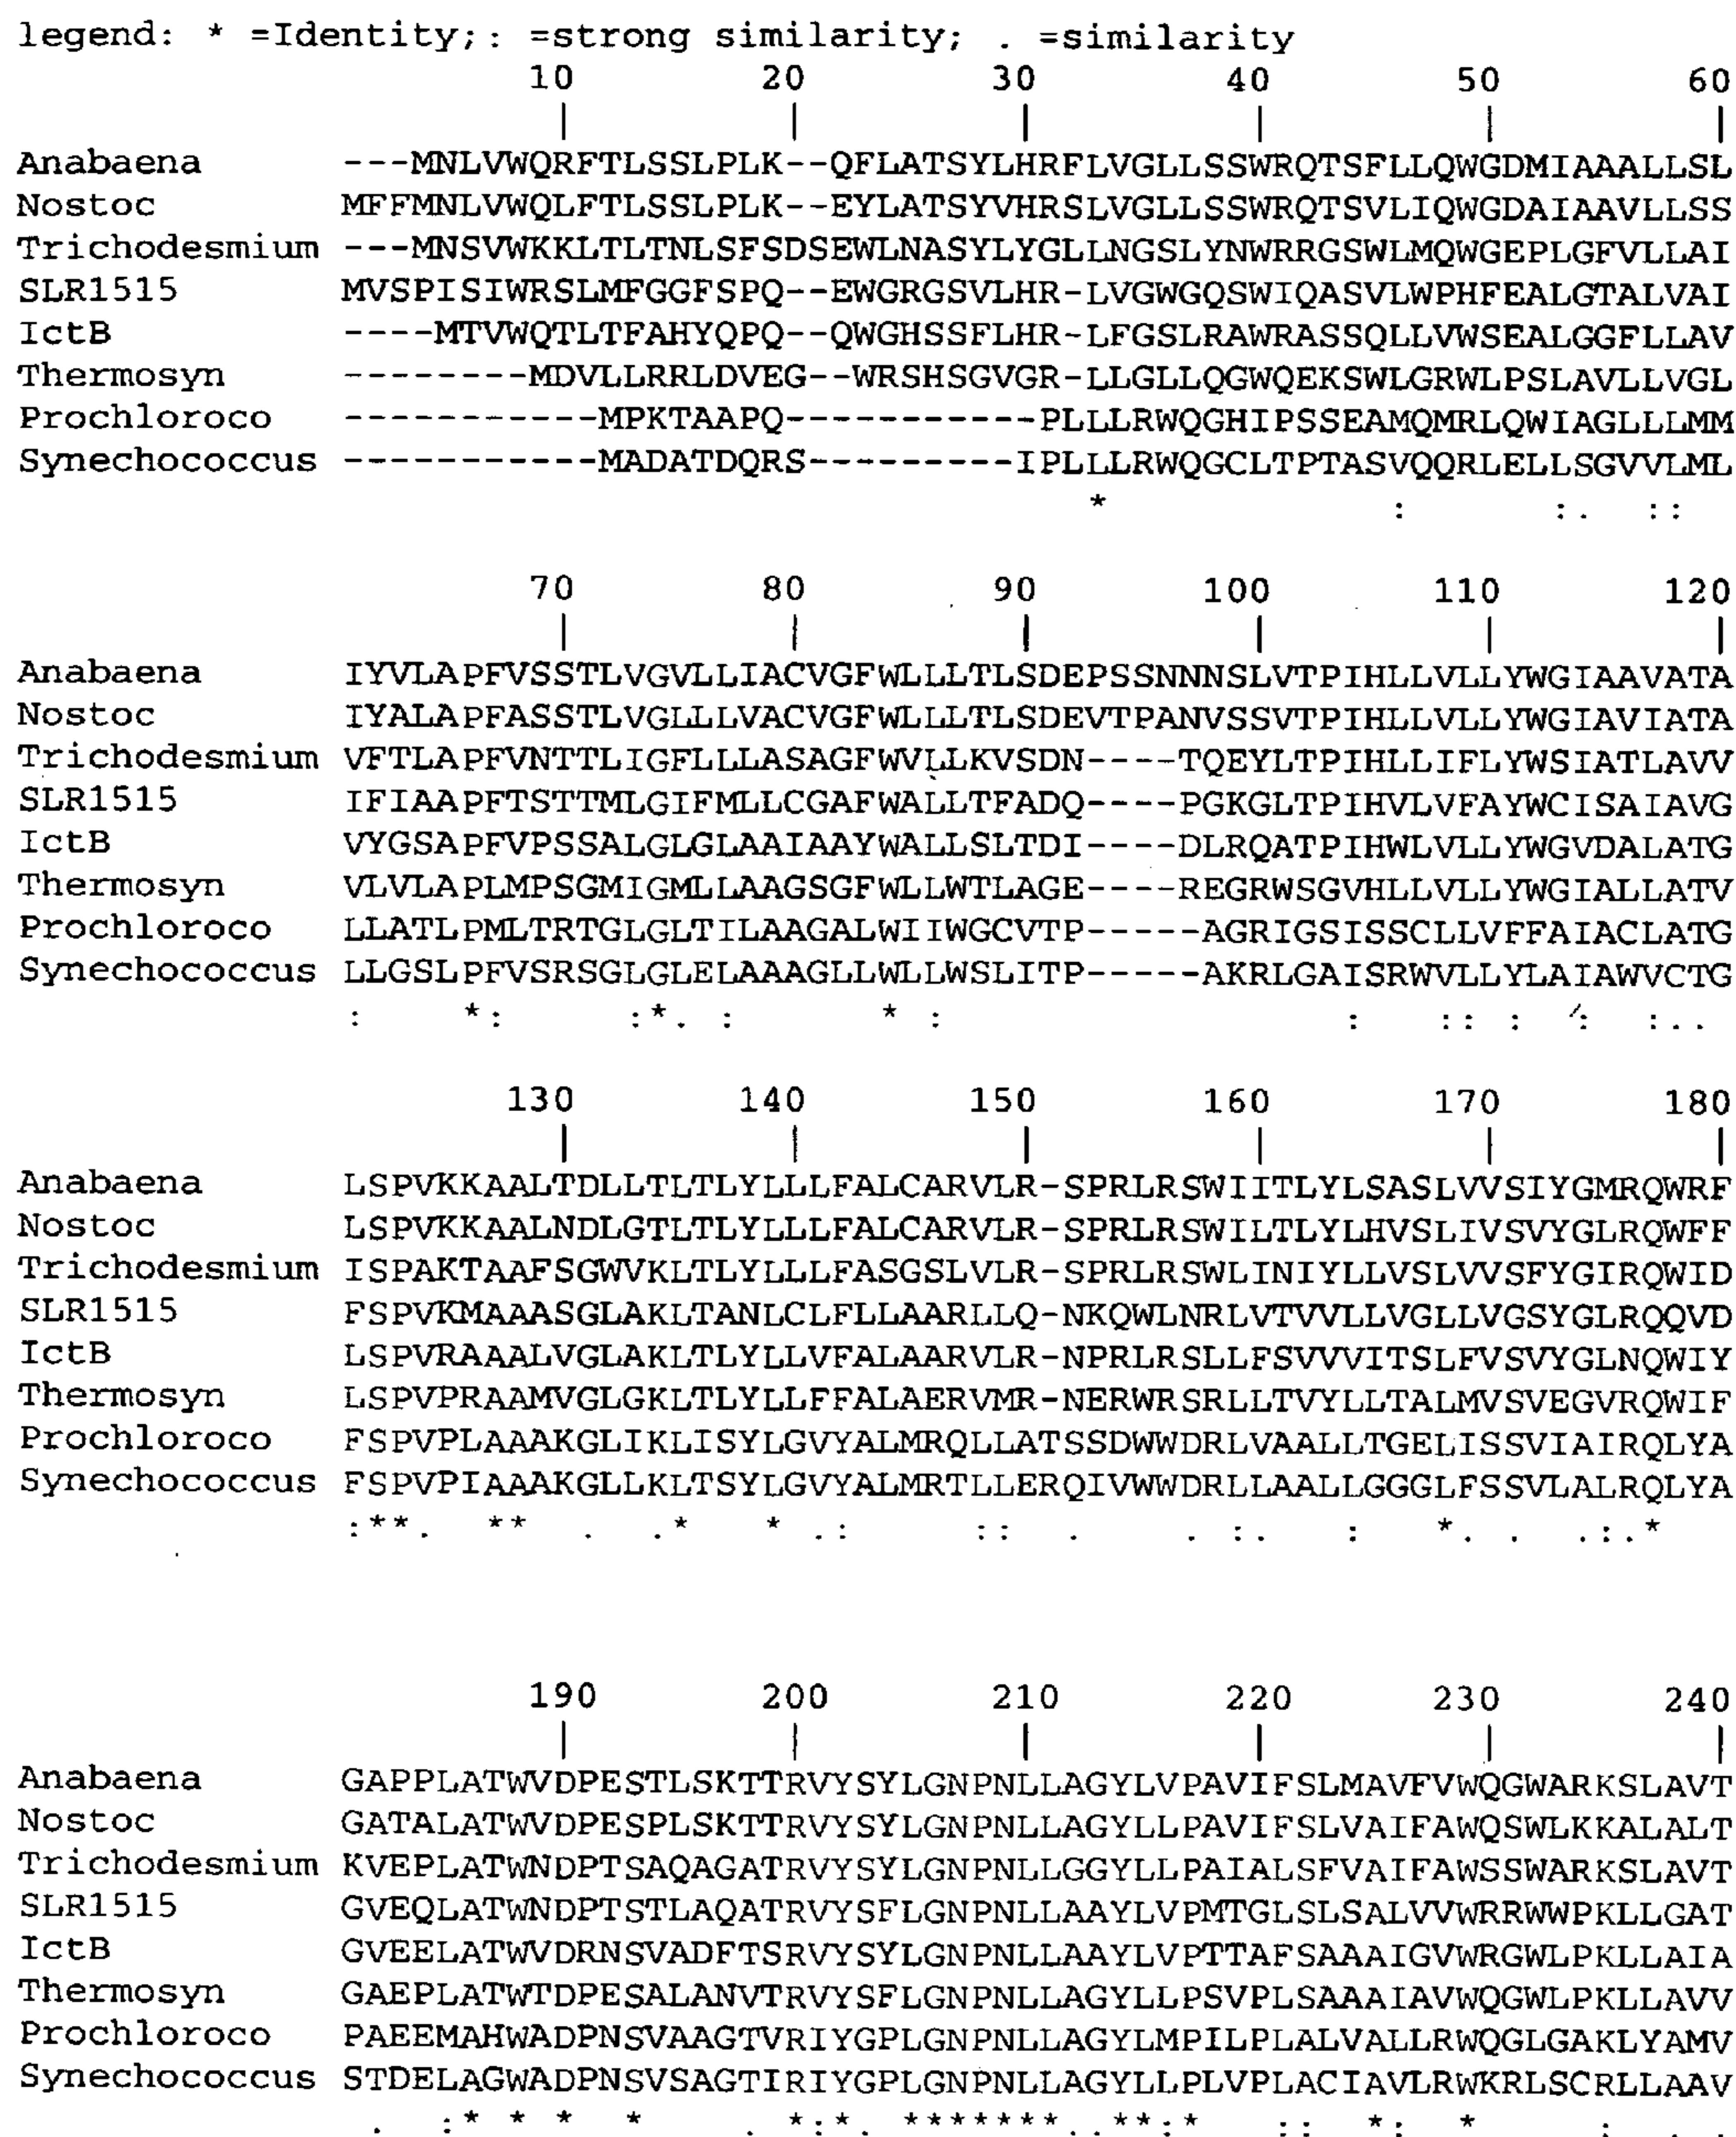 legend: * =Identity; : =strong similarity; . =similarity
10 20 30 40 50 60
| | | | | |
Anabaena ---MNLVWQRFTLSSLPLK--QFLATSYLHRFLVGLLSSWRQTSFLLQWGDMIAAALLSL
Nostoc MFFMNLVWQLFTLSSLPLK--EYLATSYVHRSLVGLLSSWRQTSVLIQWGDAIAAVLLSS
Trichodesmium ---MNSVWKKLTLTNLSFSDSEWLNASYLYGLLNGSLYNWRRGSWLMQWGEPLGFVLLAI
SLR1515 MVSPISIWRSLMFGGFSPQ--EWGRGSVLHR-LVGWGQSWIQASVLWPHFEALGTALVAI
IctB ----MTVWQTLTFAHYQPQ--QWGHSSFLHR-LFGSLRAWRASSQLLVWSEALGGFLLAV
Thermosyn --------MDVLLRRLDVEG--WRSHSGVGR-LLGLLQGWQEKSWLGRWLPSLAVLLVGL
Prochloroco -----------MPKTAAPQ-----------PLLLRWQGHIPSSEAMQMRLQWIAGLLLMM
Synechococcus -----------MADATDQRS---------IPLLLRWQGCLTPTASVQQRLELLSGVVLML
* : :. ::
70 80 90 100 110 120
| | | | | |
Anabaena IYVLAPFVSSTLVGVLLIACVGFWLLLTLSDEPSSNNNSLVTPIHLLVLLYWGIAAVATA
Nostoc IYALAPFASSTLVGLLLVACVGFWLLLTLSDEVTPANVSSVTPIHLLVLLYWGIAVIATA
Trichodesmium VFTLAPFVNTTLIGFLLLLASAGFWVLLKVSDN----TQEYLTPIHLLIFLYWSIATLAVV
SLR1515 IFIAAPFTSTTMLGIFMLLCGAFWALLTFADQ----PGKGLTPIHVLVFAYWCISAIAVG
IctB VYGSAPFVPSSALGLGLAAIAAYWALLSLTDI----DLRQATPIHWLVLLYWGVDALATG
Thermosyn VLVLAPLMPSGMIGMLLAAGSGFWLLWTLAGE----REGRWSGVHLLVLLYWGIALLATV
Prochloroco LLATLPMLTRTGLGLTILAAGALWIIWGCVTP-----AGRIGSISSCLLVFFAIACLATG
Synechococcus LLGSLPFVSRSGLGLELAAAGLLWLLWSLITP-----AKRLGAISRWVLLYLAIAWVCTG
: *: :*. : * : : :: : : :..
130 140 150 160 170 180
| | | | | |
Anabaena LSPVKKAALTDLLTLTLYLLLFALCARVLR-SPRLRSWIITLYLSASLVVSIYGMRQWRF
Nostoc LSPVKKAALNDLGTLTLYLLLFALCARVLR-SPRLRSWILTLYLHVSLIVSVYGLRQWFF
Trichodesmium ISPAKTAAFSGWVKLTLYLLLFASGSLVLR-SPRLRSWLINIYLLVSLVVSFYGIRQWID
SLR1515 FSPVKMAAASGLAKLTANLCLFLLAARLLQ-NKQWLNRLVTVVLLVGLLVGSYGLRQQVD
IctB LSPVRAAALVGLAKLTLYLLVFALAARVLR-NPRLRSLLFSVVVITSLFVSVYGLNQWIY
Thermosyn LSPVPRAAMVGLGKLTLYLLFFALAERVMR-NERWRSRLLTVYLLTALMVSVEGVRQWIF
Prochloroco FSPVPLAAAKGLIKLISYLGVYALMRQLLATSSDWWDRLVAALLTGELISSVIAIRQLYA
Synechococcus FSPVPIAAAKGLLKLTSYLGVYALMRTLLERQIVWWDRLLAALLGGGLFSSVLALRQLYA
:**. ** . .* * .: :: . . :. : *. . .:.*
190 200 210 220 230 240
| | | | | |
Anabaena GAPPLATWVDPESTLSKTTRVYSYLGNPNLLAGYLVPAVIFSLMAVFVWQGWARKSLAVT
Nostoc GATALATWVDPESPLSKTTRVYSYLGNPNLLAGYLLPAVIFSLVAIFAWQSWLKKALALT
Trichodesmium KVEPLATWNDPTSAQAGATRVYSYLGNPNLLGGYLLPAIALSFVAIFAWSSWARKSLAVT
SLR1515 GVEQLATWNDPTSTLAQATRVYSFLGNPNLLAAYLVPMTGLSLSALVVWRRWWPKLLGAT
IctB GVEELATWVDRNSVADFTSRVYSYLGNPNLLAAYLVPTTAFSAAAIGVWRGWLPKLLAIA
Thermosyn GAEPLATWTDPESALANVTRVYSFLGNPNLLAGYLLPSVPLSAAAIAVWQGWLPKLLAVV
Prochloroco PAEEMAHWADPNSVAAGTVRIYGPLGNPNLLAGYLMPILPLALVALLRWQGLGAKLYAMV
Synechococcus STDELAGWADPNSVSAGTIRIYGPLGNPNLLAGYLLPLVPLACIAVLRWKRLSCRLLAAV
. :* * * * . *:*. *******..**:* :: *: * : . .